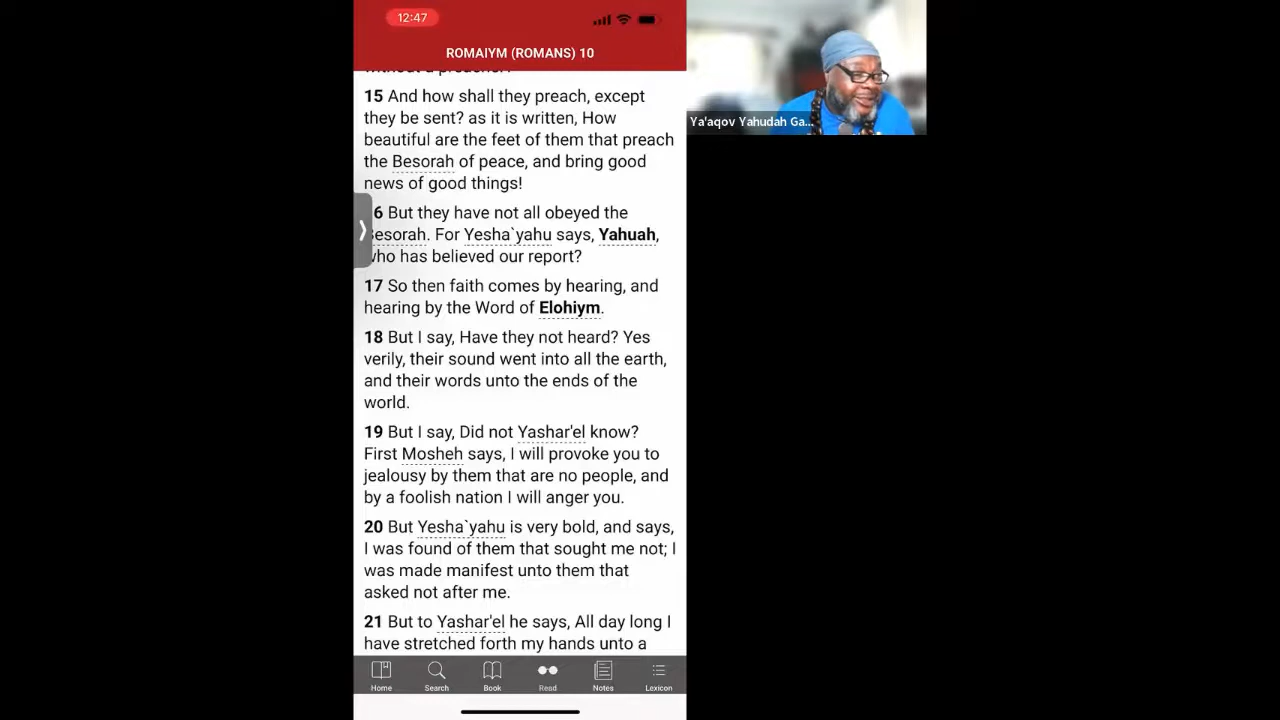 12:47
ROMAIYM (ROMANS) 10
without a preacher?
15 And how shall they preach, except
they be sent? as it is written, How
beautiful are the feet of them that preach
the Besorah of peace, and bring good
news of good things!
6 But they have not all obeyed the
Besorah. For Yesha`yahu says, Yahuah,
who has believed our report?
17 So then faith comes by hearing, and
hearing by the Word of Elohiym.
18 But I say, Have they not heard? Yes
verily, their sound went into all the earth,
and their words unto the ends of the
world.
19 But I say, Did not Yashar'el know?
First Mosheh says, I will provoke you to
jealousy by them that are no people, and
by a foolish nation I will anger you.
20 But Yesha`yahu is very bold, and says,
I was found of them that sought me not; I
was made manifest unto them that
asked not after me.
21 But to Yashar'el he says, All day long I
have stretched forth my hands unto a
Home Search Book Read Notes Lexicon
Ya'aqov Yahudah Ga...